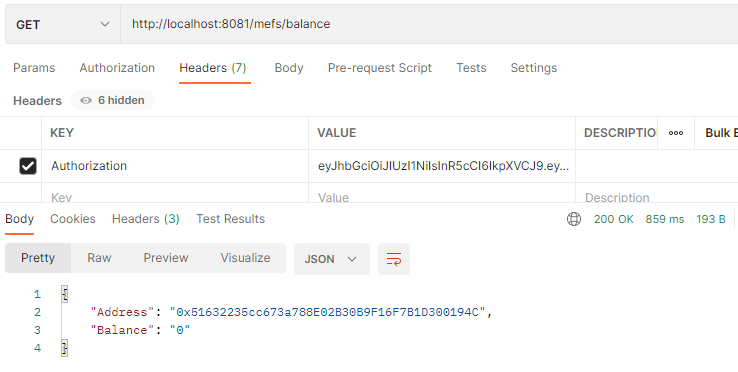 GET http://localhost:8081/mefs/balance
Params Authorization Headers (7) Body Pre-request Script Tests Settings
Headers 6 hidden
KEY VALUE DESCRIPTIO Bulk E
Authorization eyJhbGciOiJIUzI1NiIsInR5cCI6IkpXVCJ9.ey...
Key Value Description
Body Cookies Headers (3) Test Results 200 OK 859 ms 193 B
Pretty Raw Preview Visualize JSON
1 {
2 "Address": "0x51632235cc673a788E02B30B9F16F7B1D300194C",
3 "Balance": "0"
4 }